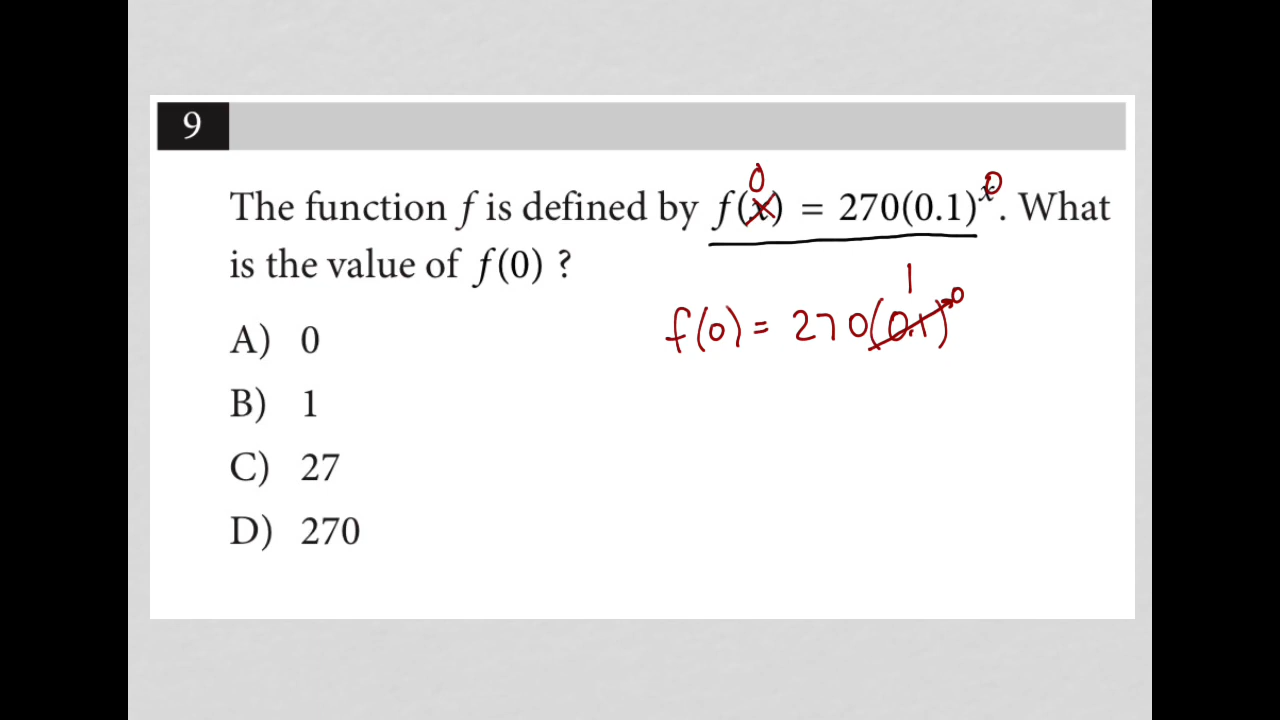 9
0
0
The function f is defined by f(x) = 270(0.1)ˣ. What
is the value of f(0) ?
1
f(0) = 270(0.1)⁰
A) 0
B) 1
C) 27
D) 270